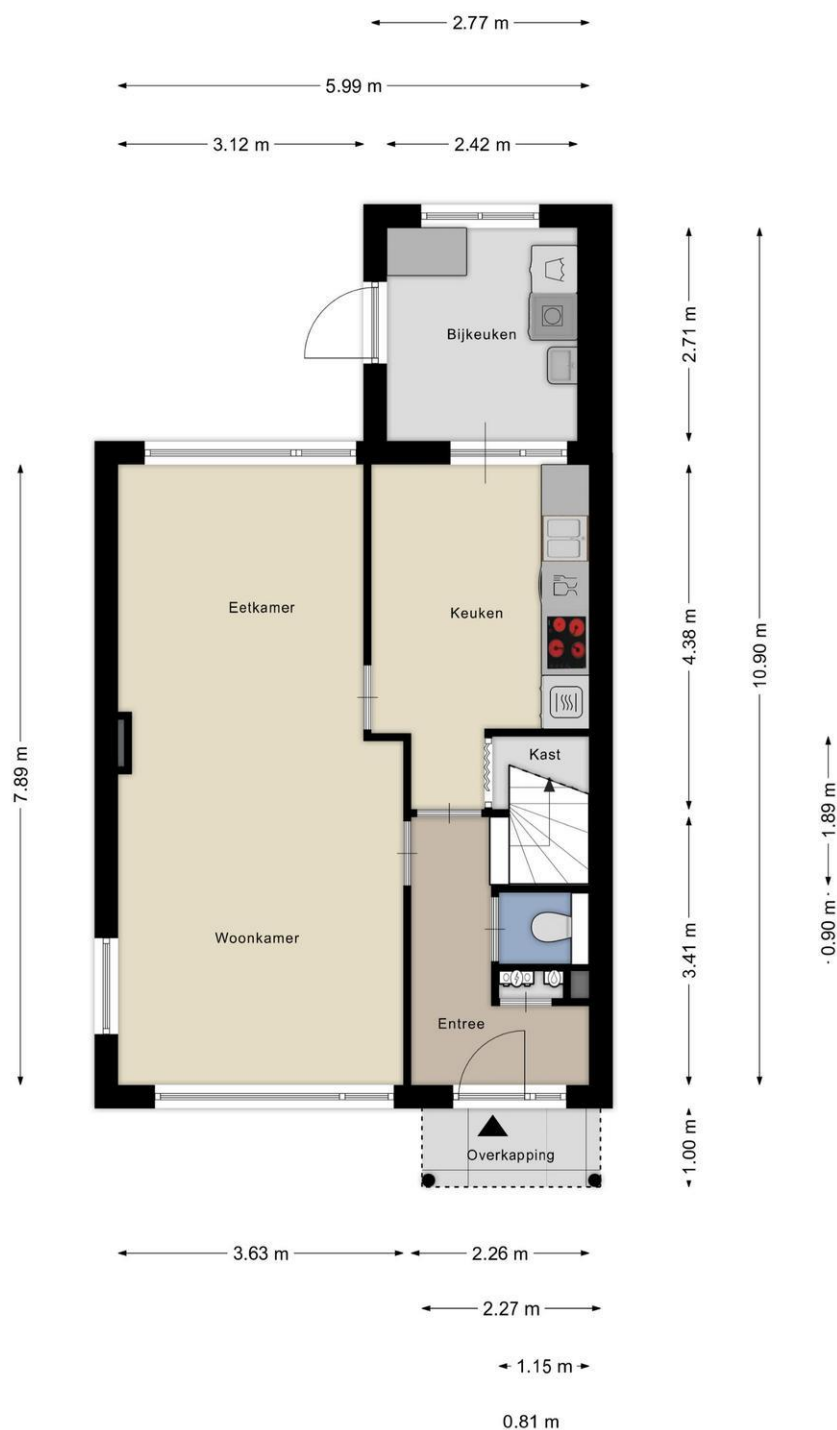 2.77 m
5.99 m
3.12 m
2.42 m
Bijkeuken
2.71 m
Eetkamer
Keuken
4.38 m
10.90 m
7.89 m
Kast
1.89 m
0.90 m
Woonkamer
3.41 m
Entree
Overkapping
1.00 m
3.63 m
2.26 m
2.27 m
1.15 m
0.81 m